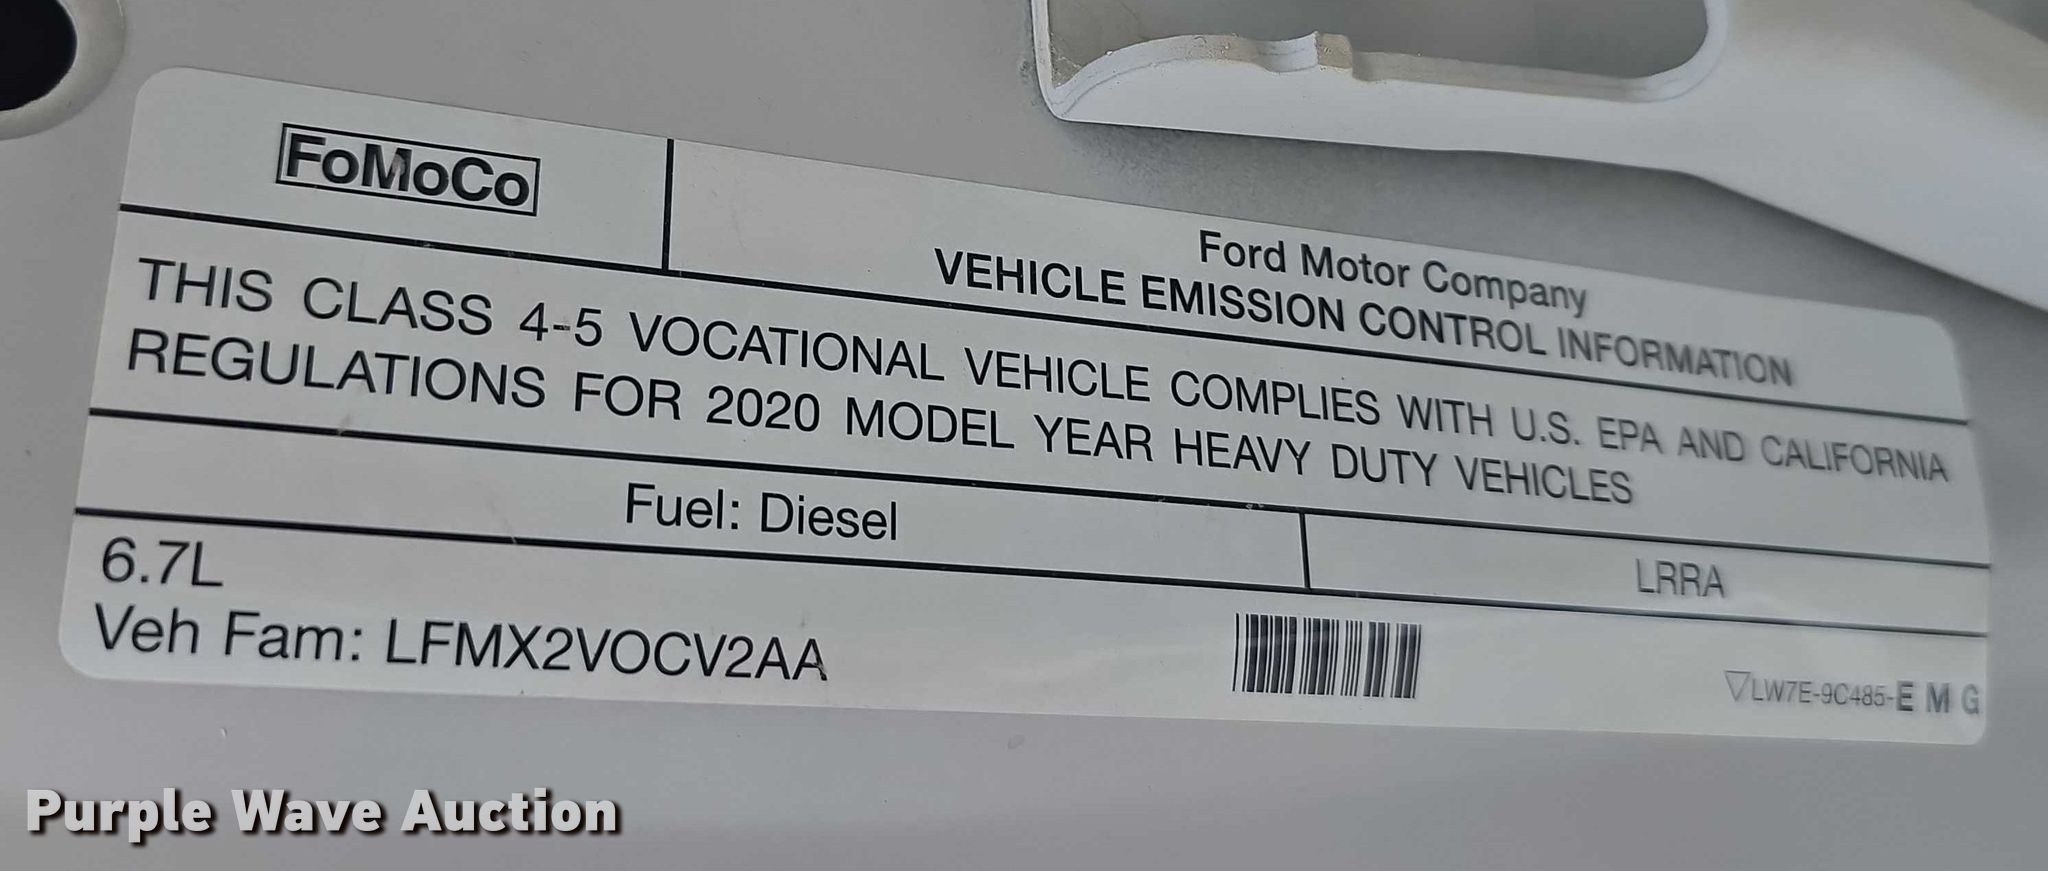 FoMoCo
Ford Motor Company
VEHICLE EMISSION CONTROL INFORMATION
THIS CLASS 4-5 VOCATIONAL VEHICLE COMPLIES WITH U.S. EPA AND CALIFORNIA
REGULATIONS FOR 2020 MODEL YEAR HEAVY DUTY VEHICLES
Fuel: Diesel
LRRA
6.7L
Veh Fam: LFMX2VOCV2AA
▽LW7E-9C485-E M G
Purple Wave Auction